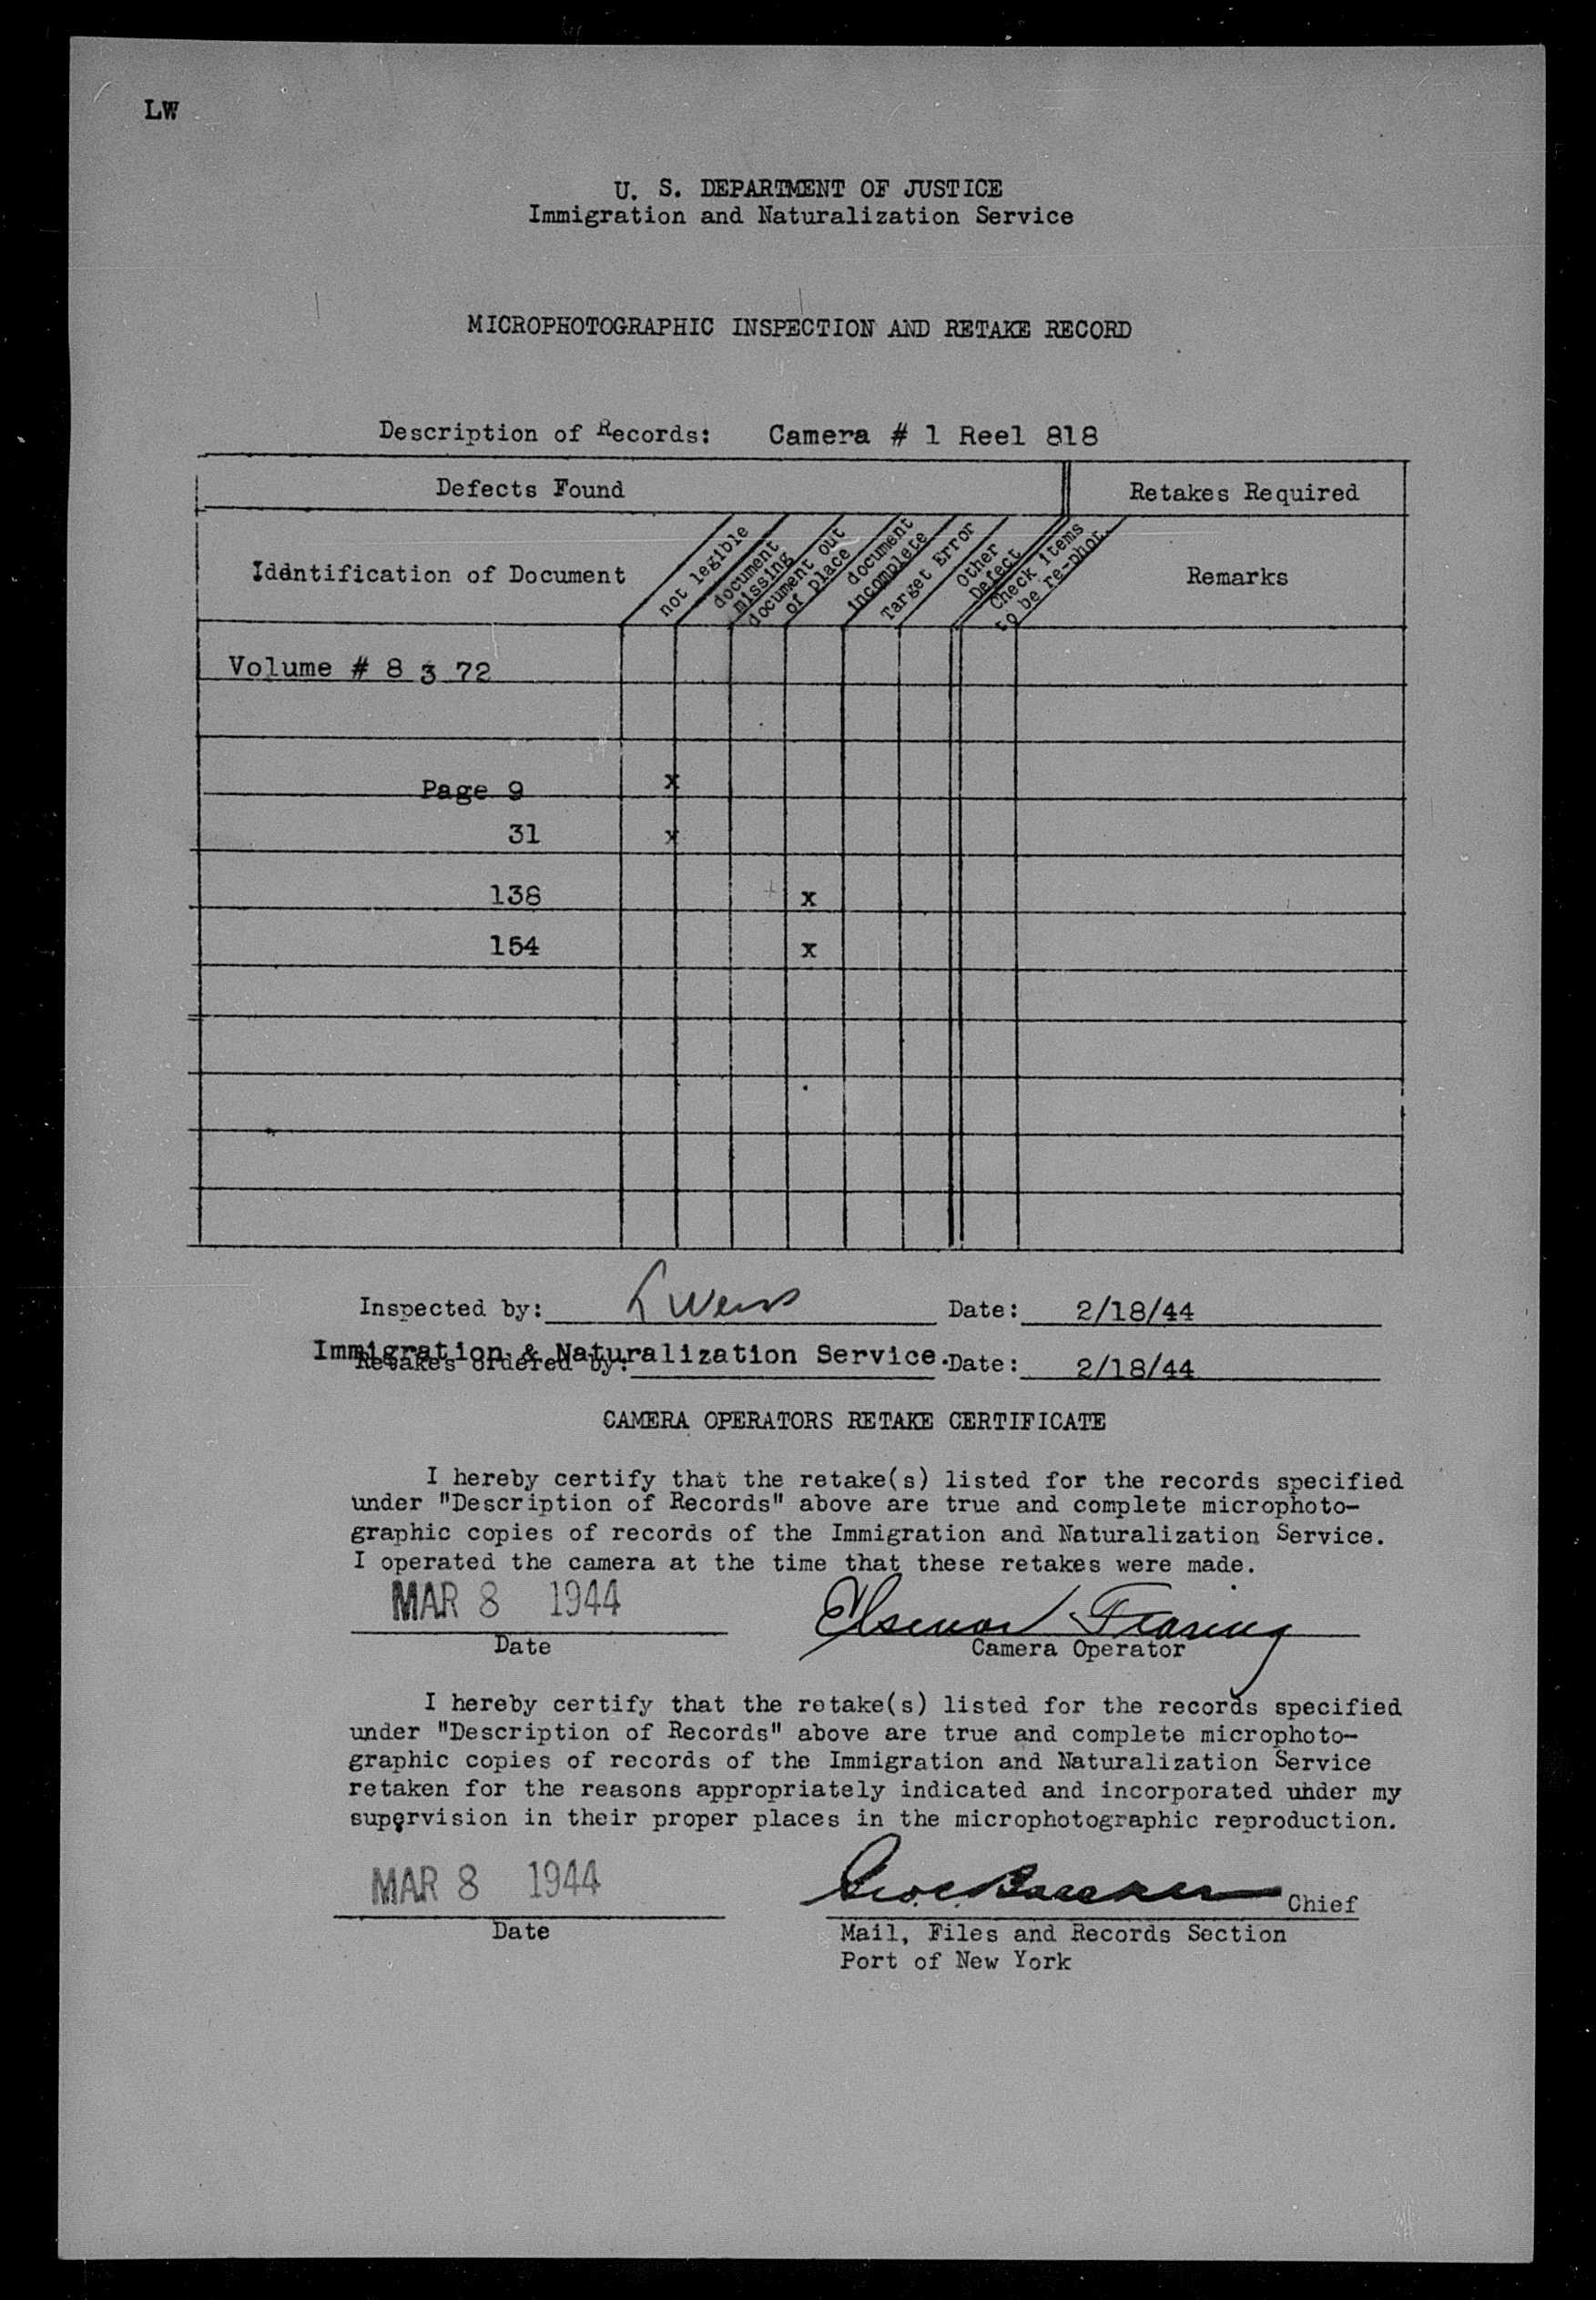 LW
U. S. DEPARTMENT OF JUSTICE
Immigration and Naturalization Service
MICROPHOTOGRAPHIC INSPECTION AND RETAKE RECORD
Description of Records: Camera # 1 Reel 818
Defects Found
Retakes Required
Identification of Document
not legible
document missing
document out of place
document incomplete
Target Error
Other Defect
Check items to be re-phot.
Remarks
Volume # 8 3 72
Page 9 x
31 x
138 x
154 x
Inspected by: L Weiss Date: 2/18/44
Immigration & Naturalization Service.
Retakes ordered by: Date: 2/18/44
CAMERA OPERATORS RETAKE CERTIFICATE
I hereby certify that the retake(s) listed for the records specified
under "Description of Records" above are true and complete microphoto-
graphic copies of records of the Immigration and Naturalization Service.
I operated the camera at the time that these retakes were made.
MAR 8 1944
Date
Camera Operator
I hereby certify that the retake(s) listed for the records specified
under "Description of Records" above are true and complete microphoto-
graphic copies of records of the Immigration and Naturalization Service
retaken for the reasons appropriately indicated and incorporated under my
supervision in their proper places in the microphotographic reproduction.
MAR 8 1944
Chief
Date
Mail, Files and Records Section
Port of New York